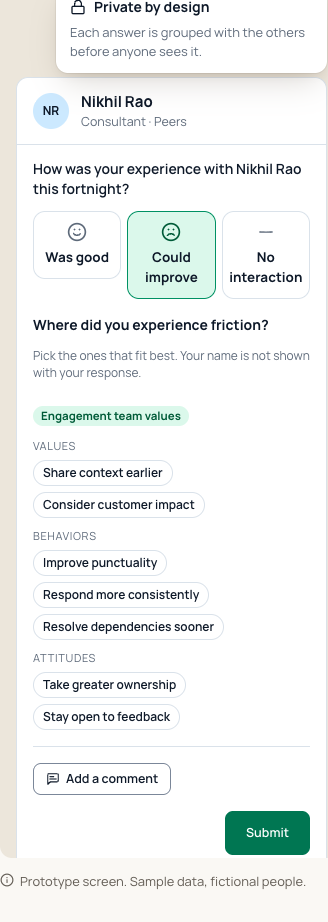 Private by design
Each answer is grouped with the others
before anyone sees it.
NR
Nikhil Rao
Consultant · Peers
How was your experience with Nikhil Rao
this fortnight?
Was good
Could
improve
No
interaction
Where did you experience friction?
Pick the ones that fit best. Your name is not shown
with your response.
Engagement team values
VALUES
Share context earlier
Consider customer impact
BEHAVIORS
Improve punctuality
Respond more consistently
Resolve dependencies sooner
ATTITUDES
Take greater ownership
Stay open to feedback
Add a comment
Submit
Prototype screen. Sample data, fictional people.